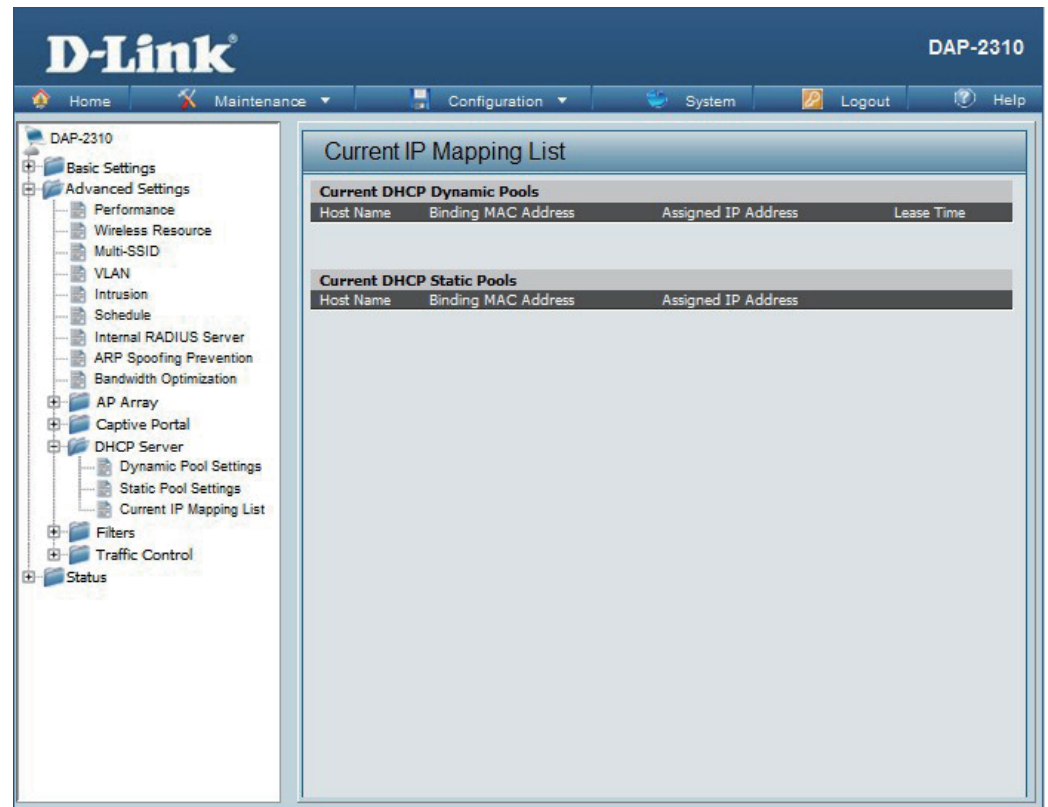 D-Link
DAP-2310
Home Maintenance Configuration System Logout Help
DAP-2310
Basic Settings
Advanced Settings
Performance
Wireless Resource
Multi-SSID
VLAN
Intrusion
Schedule
Internal RADIUS Server
ARP Spoofing Prevention
Bandwidth Optimization
AP Array
Captive Portal
DHCP Server
Dynamic Pool Settings
Static Pool Settings
Current IP Mapping List
Filters
Traffic Control
Status
Current IP Mapping List
Current DHCP Dynamic Pools
Host Name Binding MAC Address Assigned IP Address Lease Time
Current DHCP Static Pools
Host Name Binding MAC Address Assigned IP Address